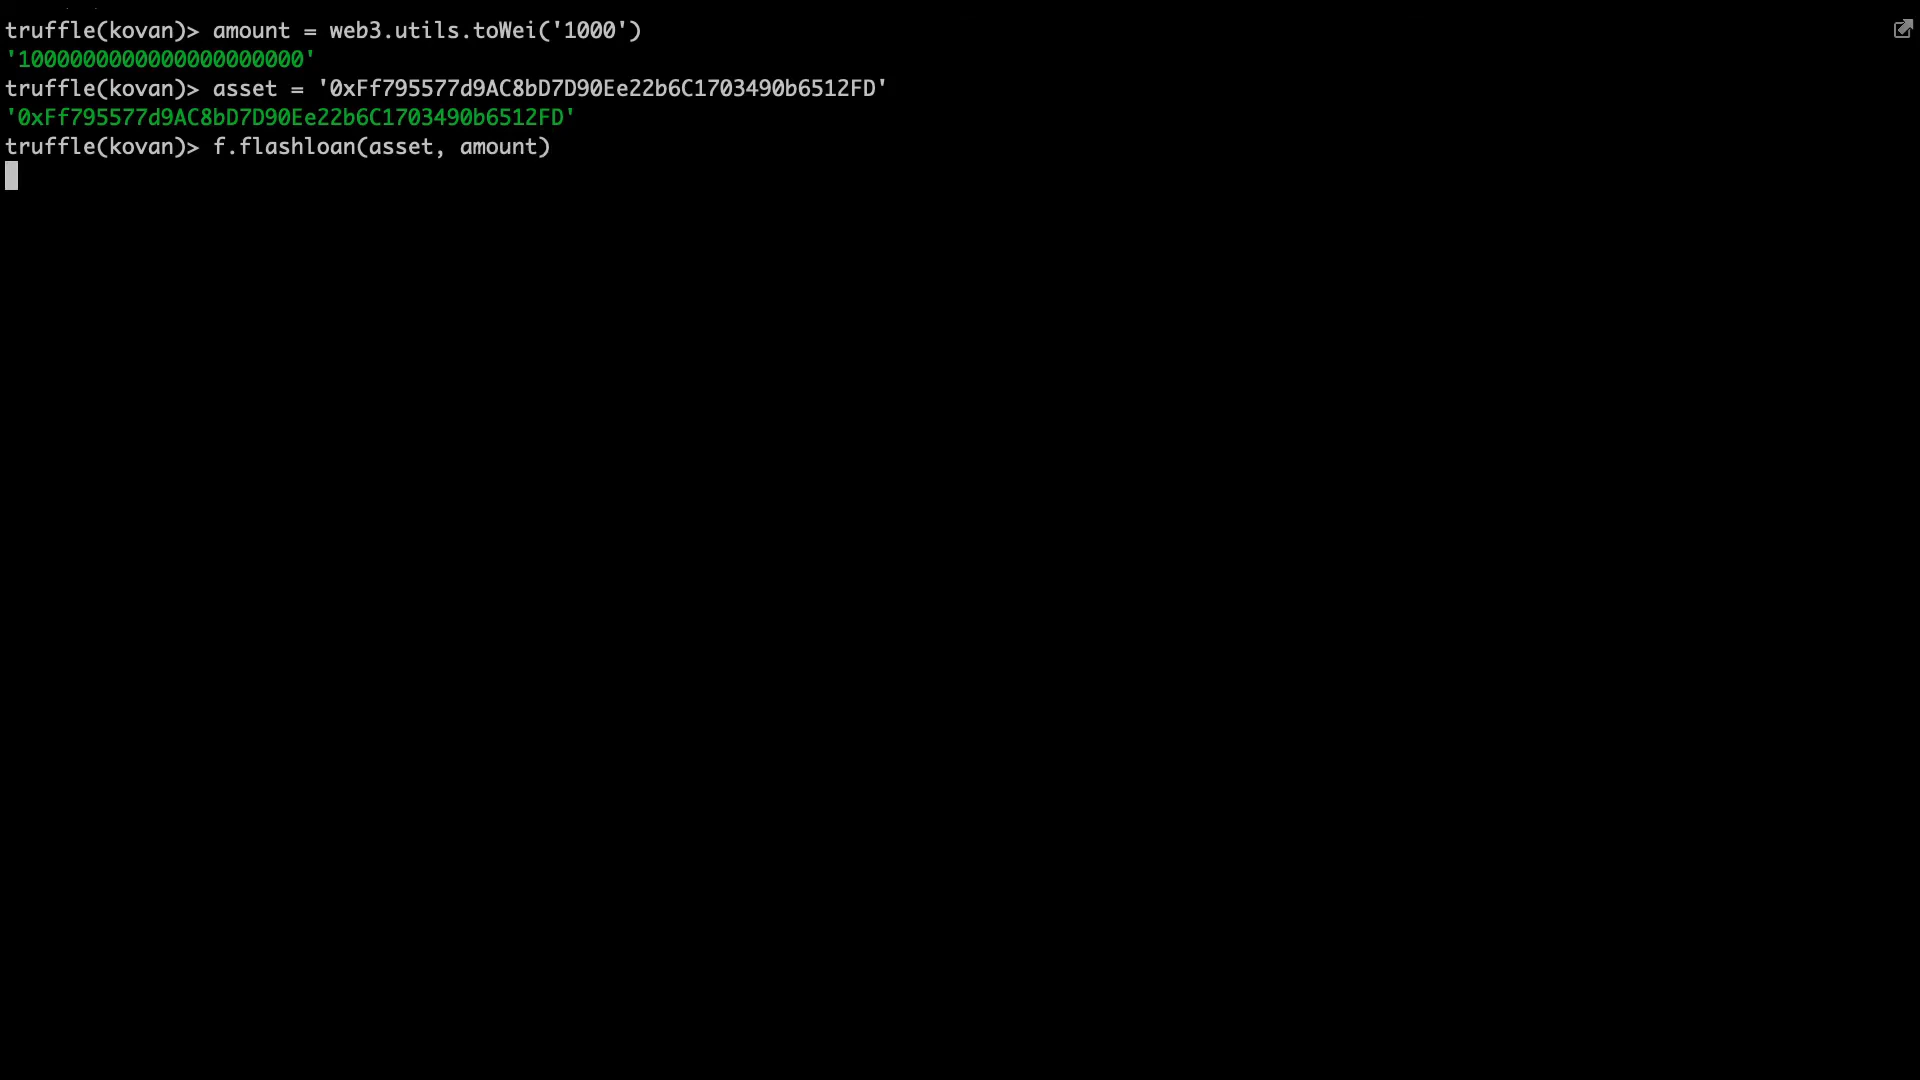 truffle(kovan)> amount = web3.utils.toWei('1000')
'1000000000000000000000'
truffle(kovan)> asset = '0xFf795577d9AC8bD7D90Ee22b6C1703490b6512FD'
'0xFf795577d9AC8bD7D90Ee22b6C1703490b6512FD'
truffle(kovan)> f.flashloan(asset, amount)